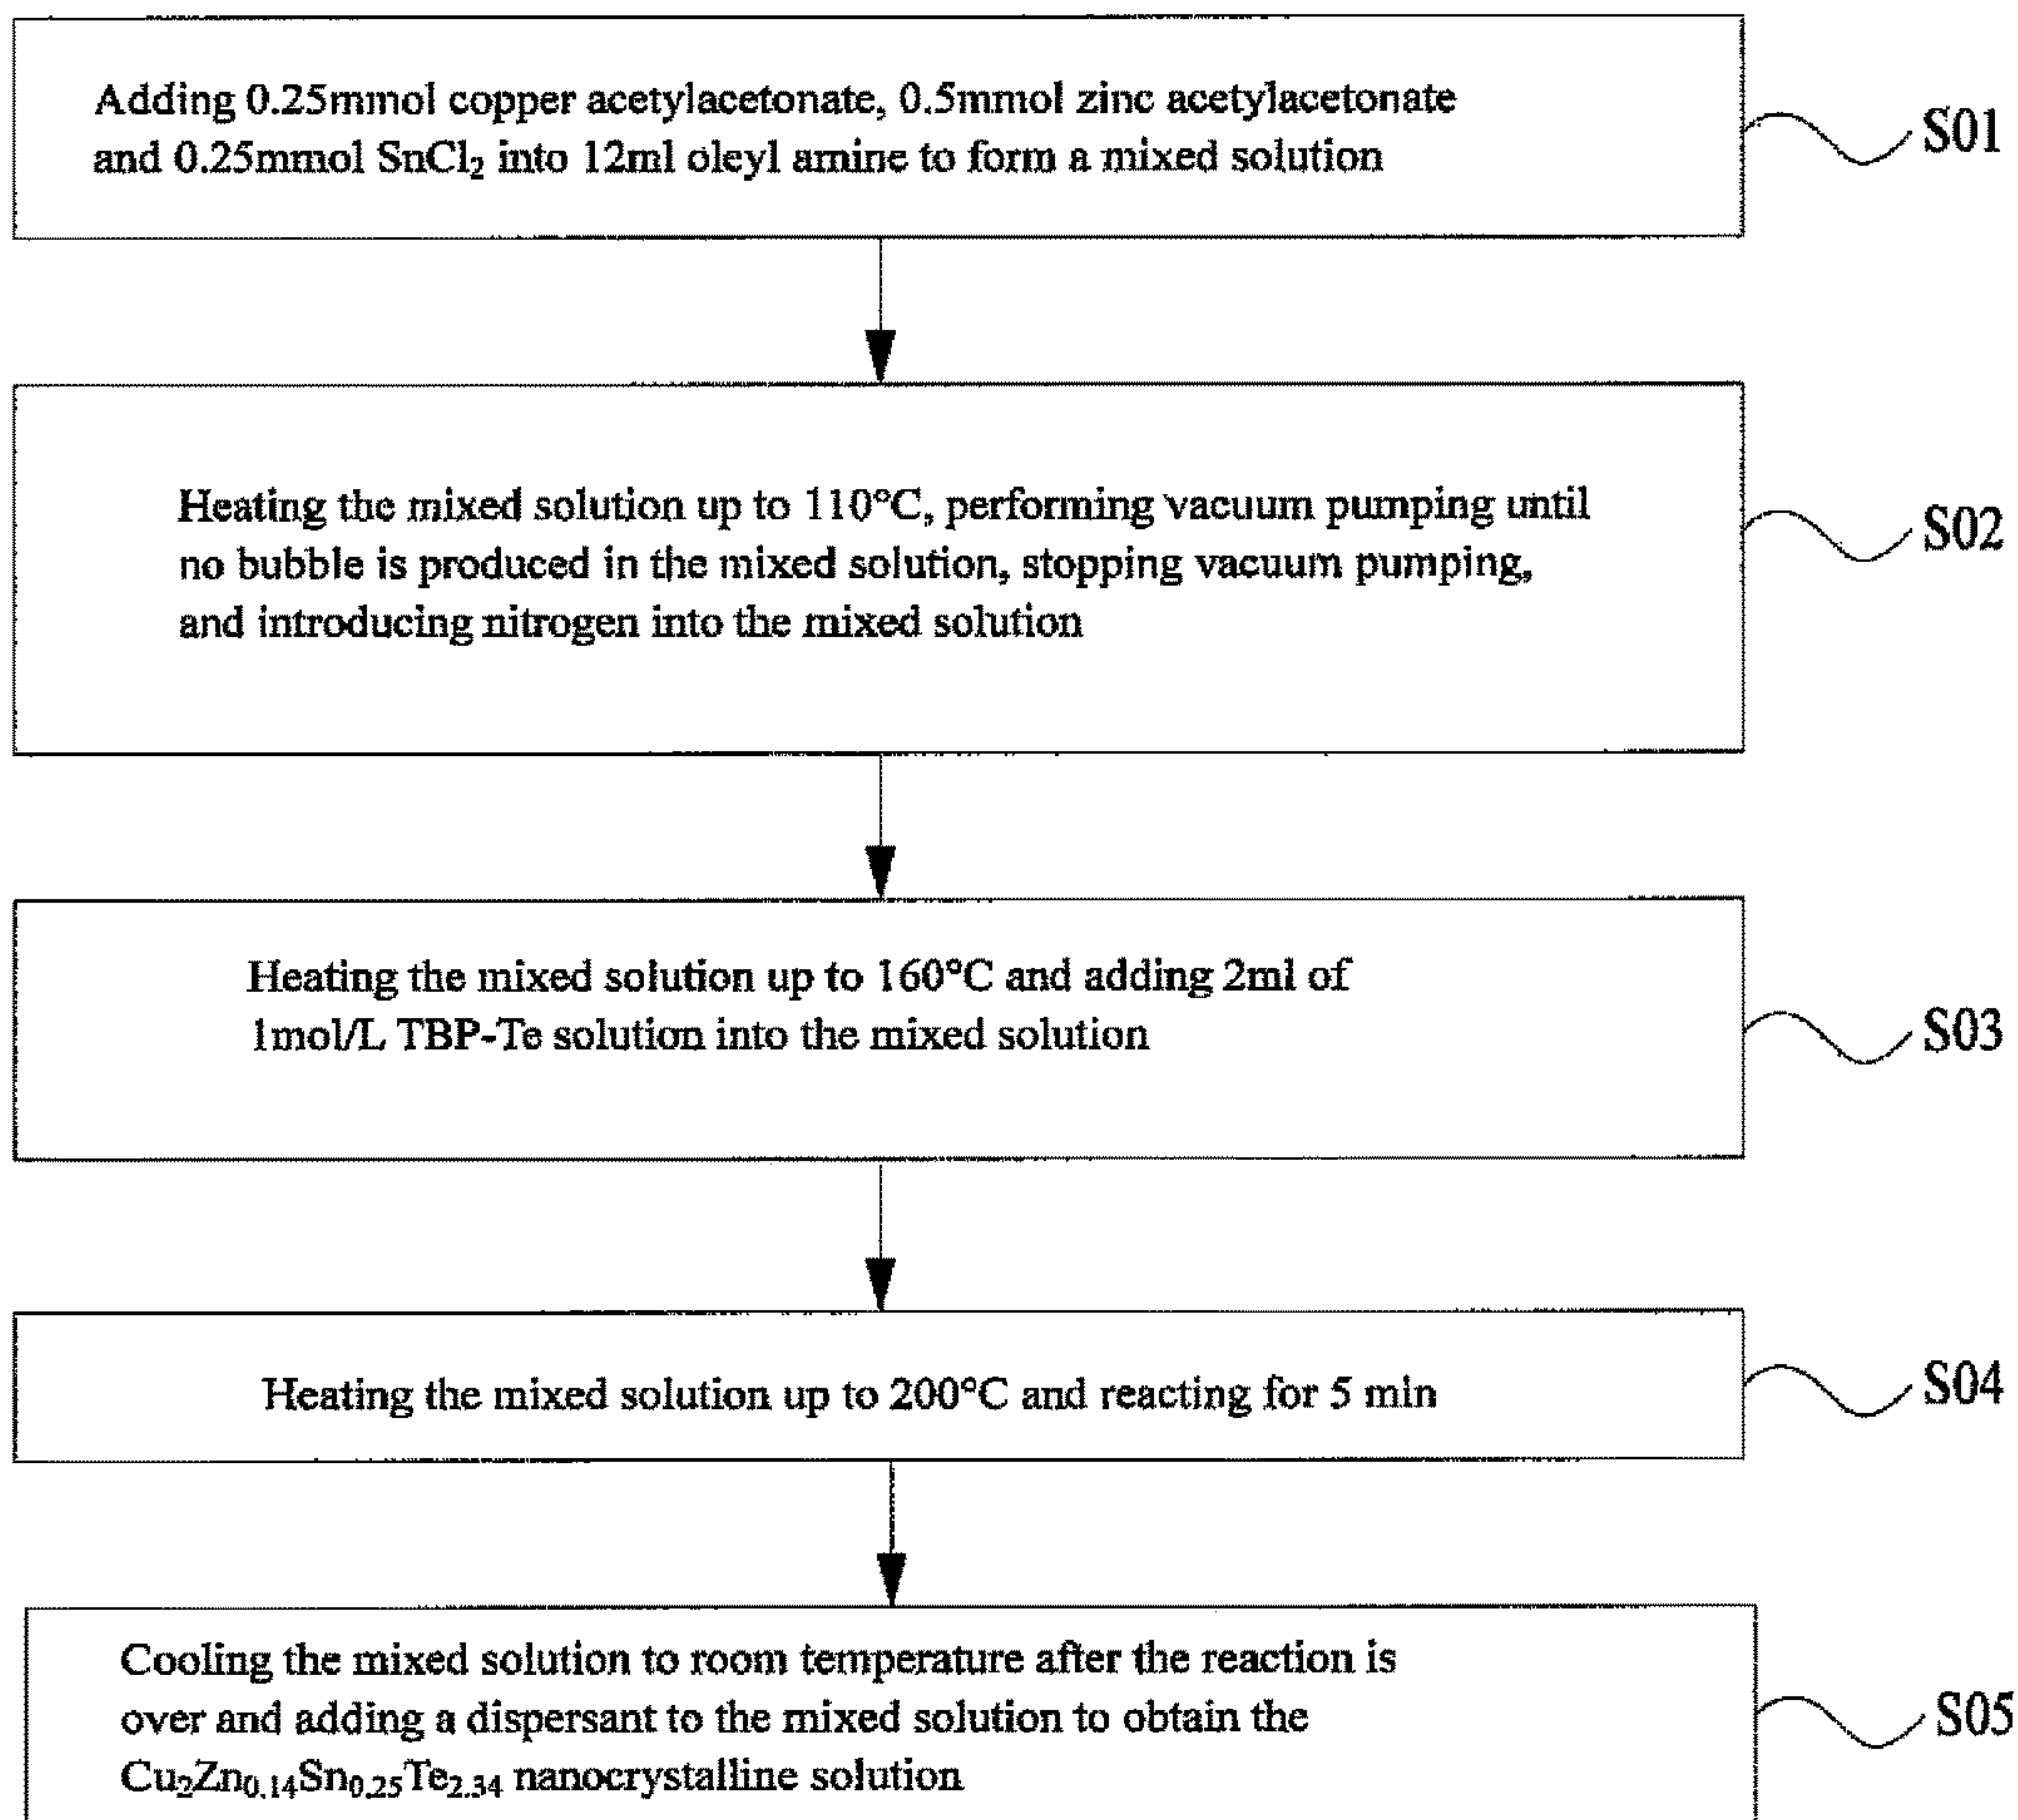 Adding 0.25mmol copper acetylacetonate, 0.5mmol zinc acetylacetonate
and 0.25mmol SnCl₂ into 12ml oleyl amine to form a mixed solution
S01
Heating the mixed solution up to 110°C, performing vacuum pumping until
no bubble is produced in the mixed solution, stopping vacuum pumping,
and introducing nitrogen into the mixed solution
S02
Heating the mixed solution up to 160°C and adding 2ml of
1mol/L TBP-Te solution into the mixed solution
S03
Heating the mixed solution up to 200°C and reacting for 5 min
S04
Cooling the mixed solution to room temperature after the reaction is
over and adding a dispersant to the mixed solution to obtain the
Cu₂Zn₀.₁₄Sn₀.₂₅Te₂.₃₄ nanocrystalline solution
S05